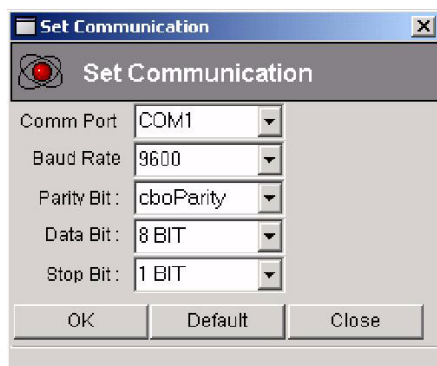 Set Communication
Set Communication
Comm Port COM1
Baud Rate 9600
Parity Bit : cboParity
Data Bit : 8 BIT
Stop Bit : 1 BIT
OK Default Close